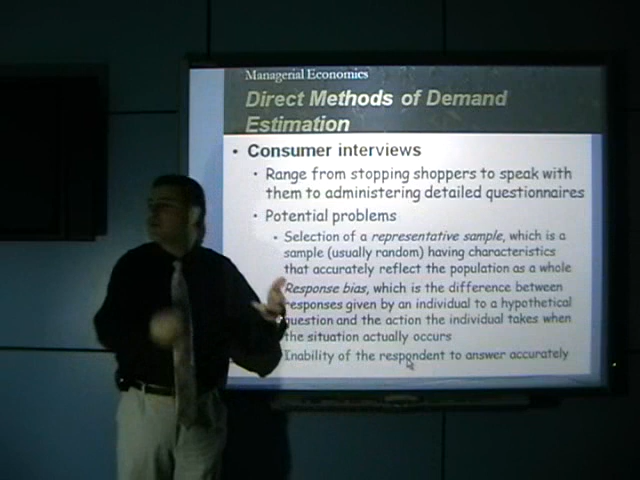 Managerial Economics
Direct Methods of Demand
Estimation
• Consumer interviews
• Range from stopping shoppers to speak with
them to administering detailed questionnaires
• Potential problems
• Selection of a representative sample, which is a
sample (usually random) having characteristics
that accurately reflect the population as a whole
Response bias, which is the difference between
responses given by an individual to a hypothetical
question and the action the individual takes when
the situation actually occurs
Inability of the respondent to answer accurately